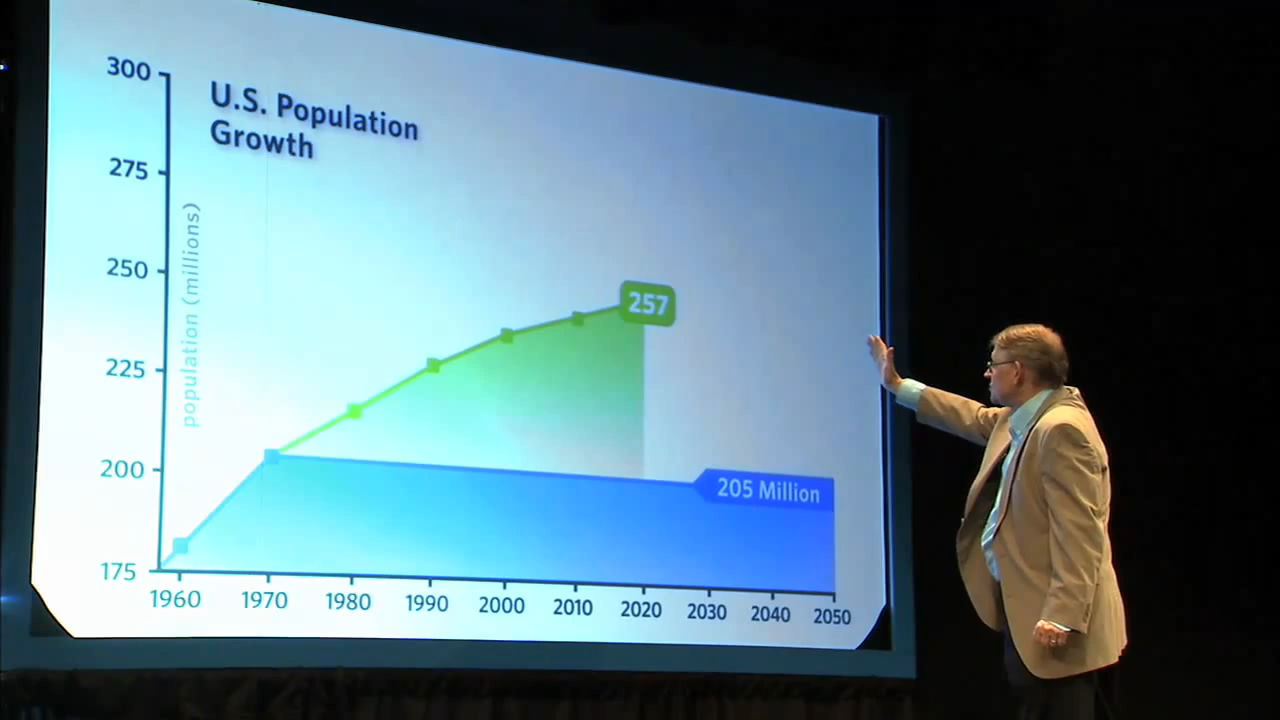 U.S. Population
Growth
population (millions)
300
275
250
225
200
175
257
205 Million
1960 1970 1980 1990 2000 2010 2020 2030 2040 2050